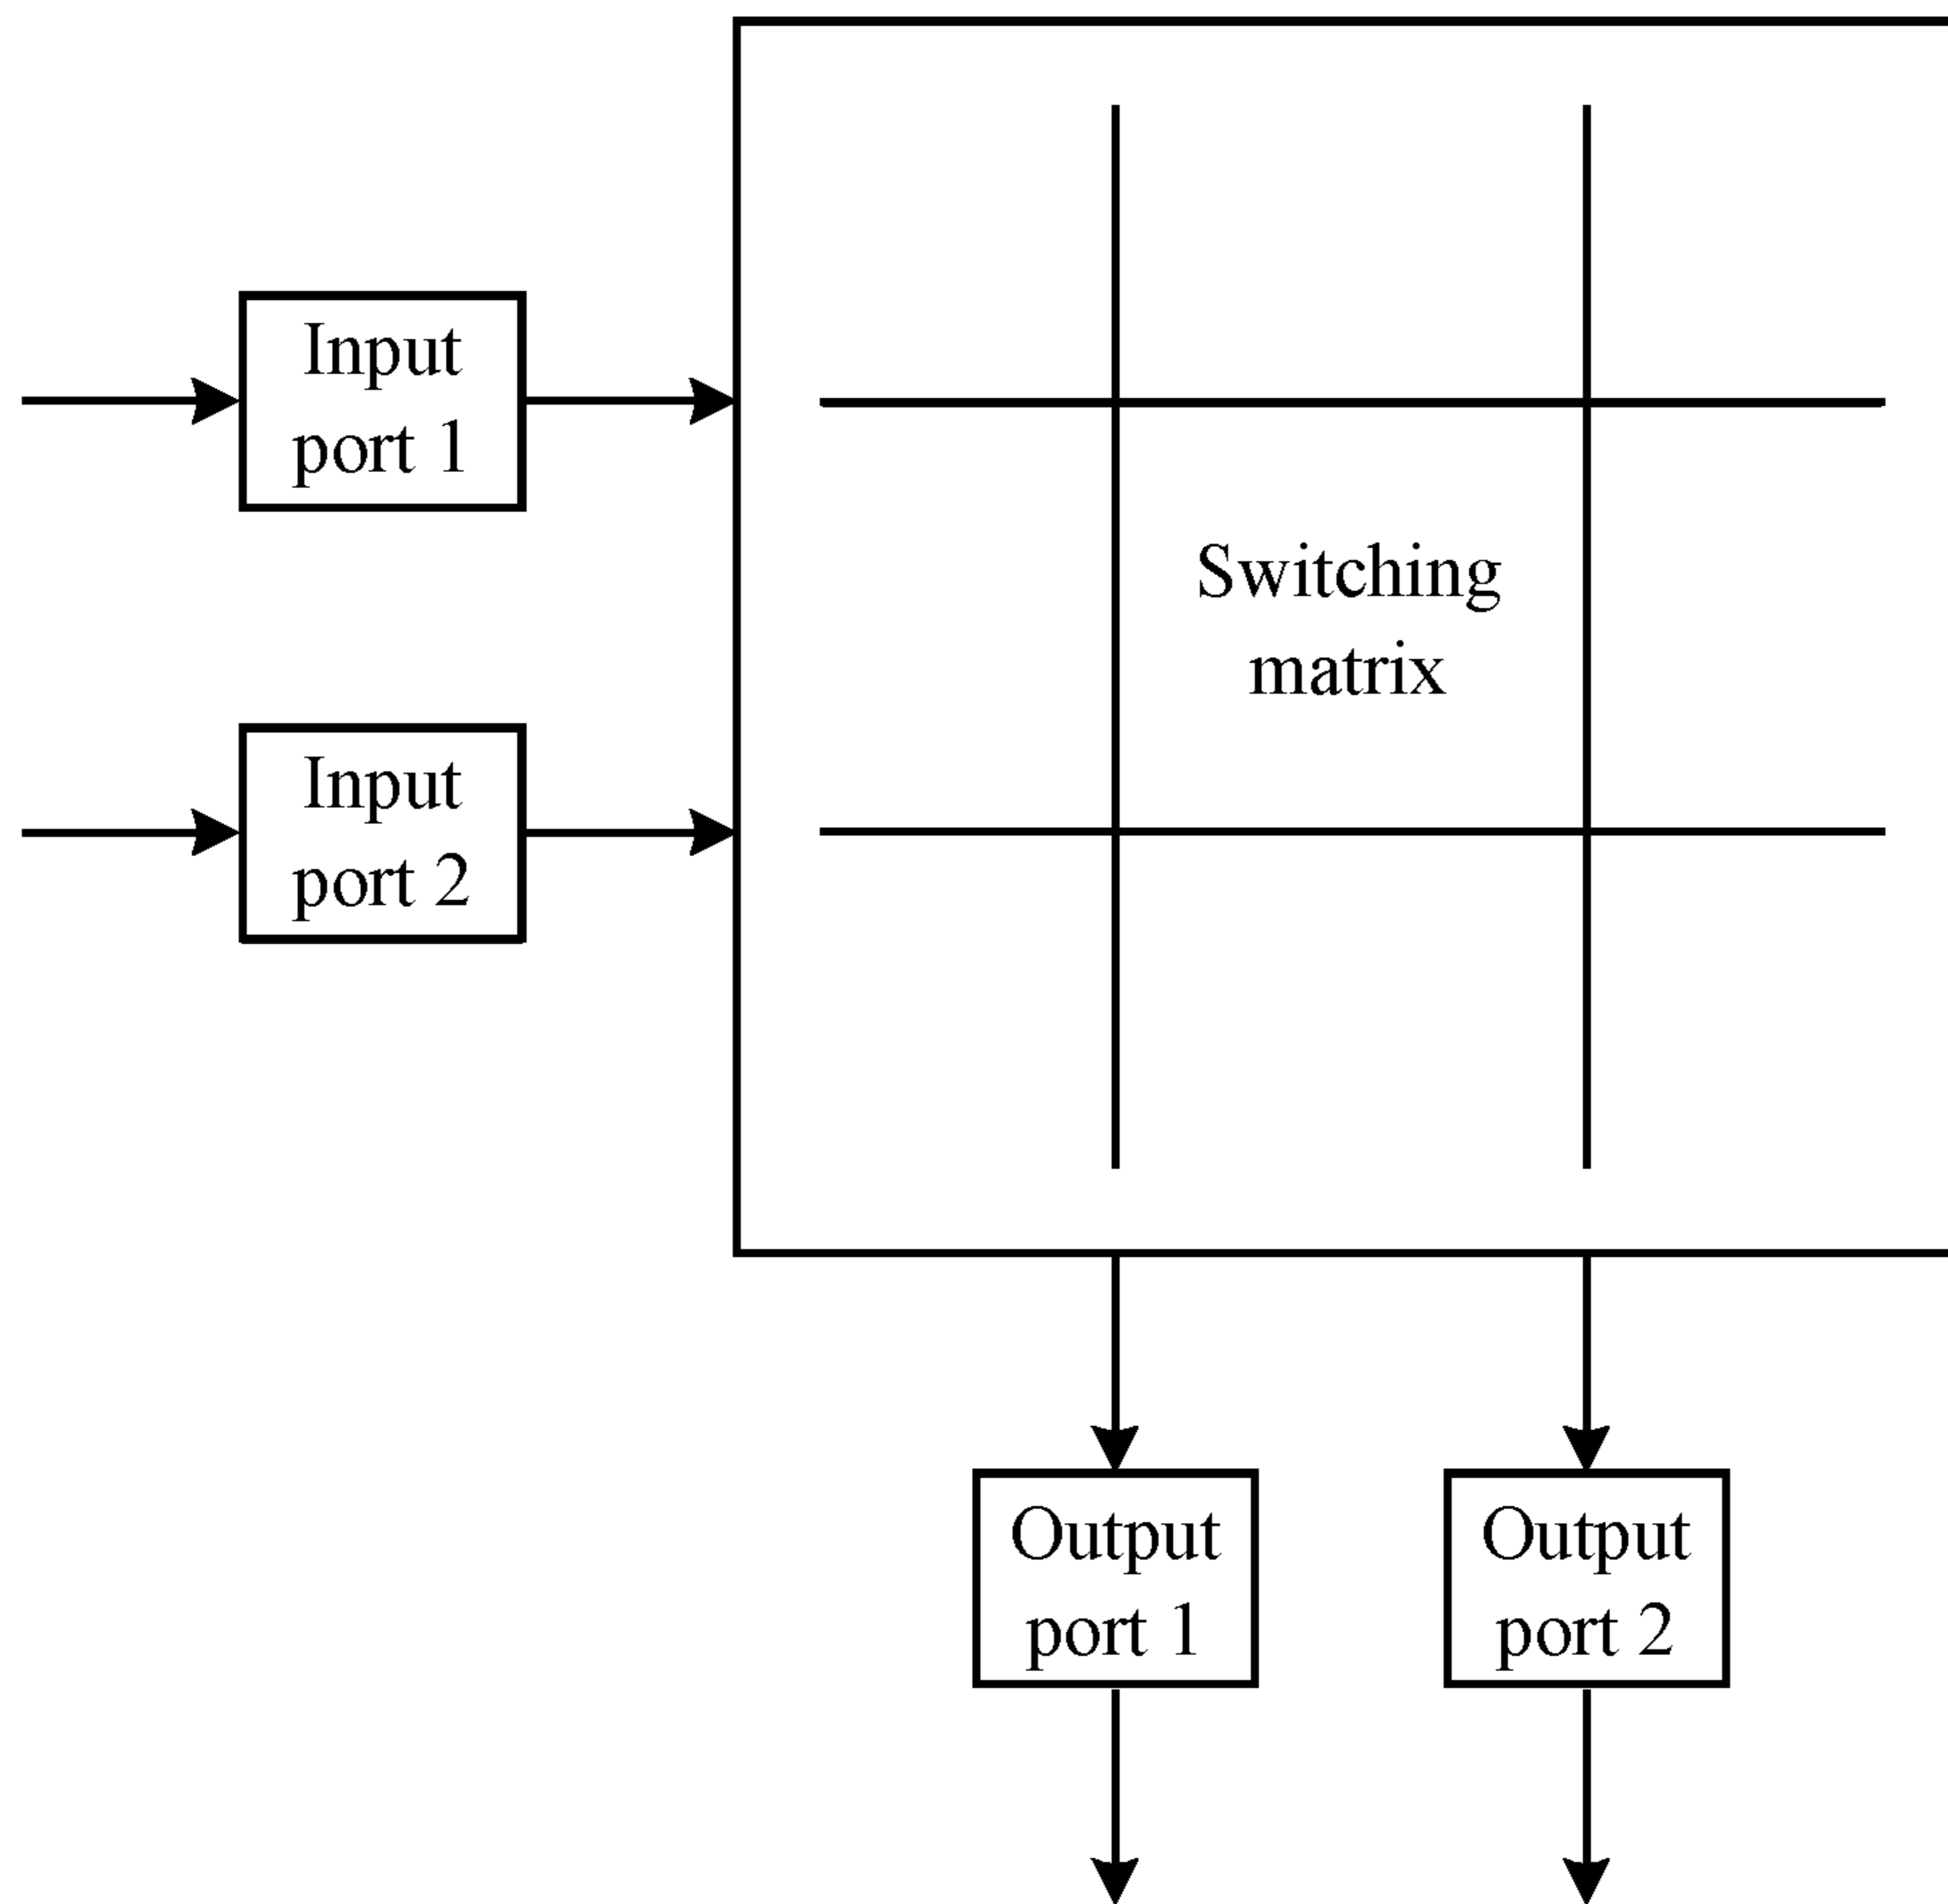 Input
port 1
Switching
matrix
Input
port 2
Output
port 1
Output
port 2